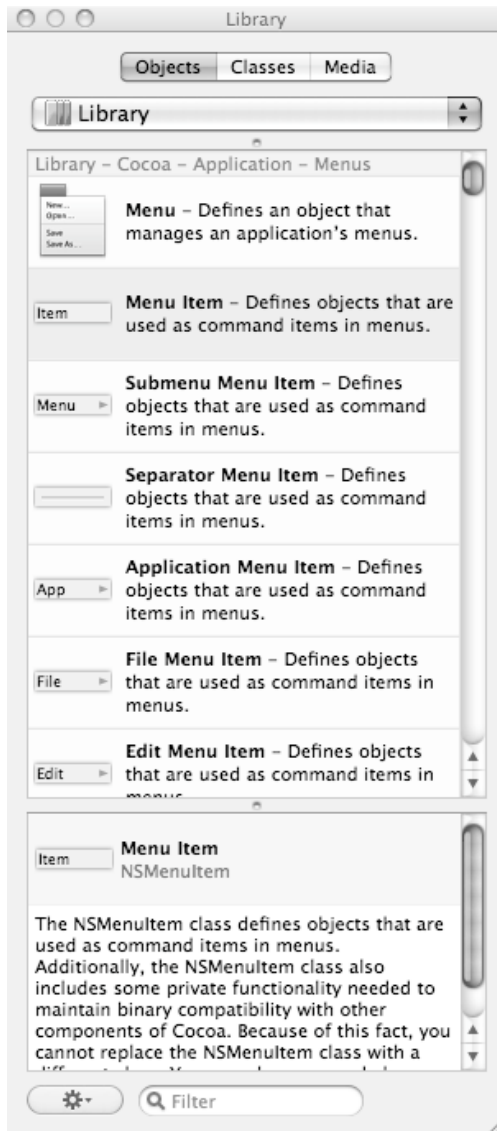 Library
Objects Classes Media
Library
Library – Cocoa – Application – Menus
New...
Open...
Save
Save As...
Menu – Defines an object that
manages an application's menus.
Item
Menu Item – Defines objects that are
used as command items in menus.
Menu
Submenu Menu Item – Defines
objects that are used as command
items in menus.
Separator Menu Item – Defines
objects that are used as command
items in menus.
App
Application Menu Item – Defines
objects that are used as command
items in menus.
File
File Menu Item – Defines objects
that are used as command items in
menus.
Edit
Edit Menu Item – Defines objects
that are used as command items in
Item
Menu Item
NSMenuItem
The NSMenuItem class defines objects that are
used as command items in menus.
Additionally, the NSMenuItem class also
includes some private functionality needed to
maintain binary compatibility with other
components of Cocoa. Because of this fact, you
cannot replace the NSMenuItem class with a
Filter